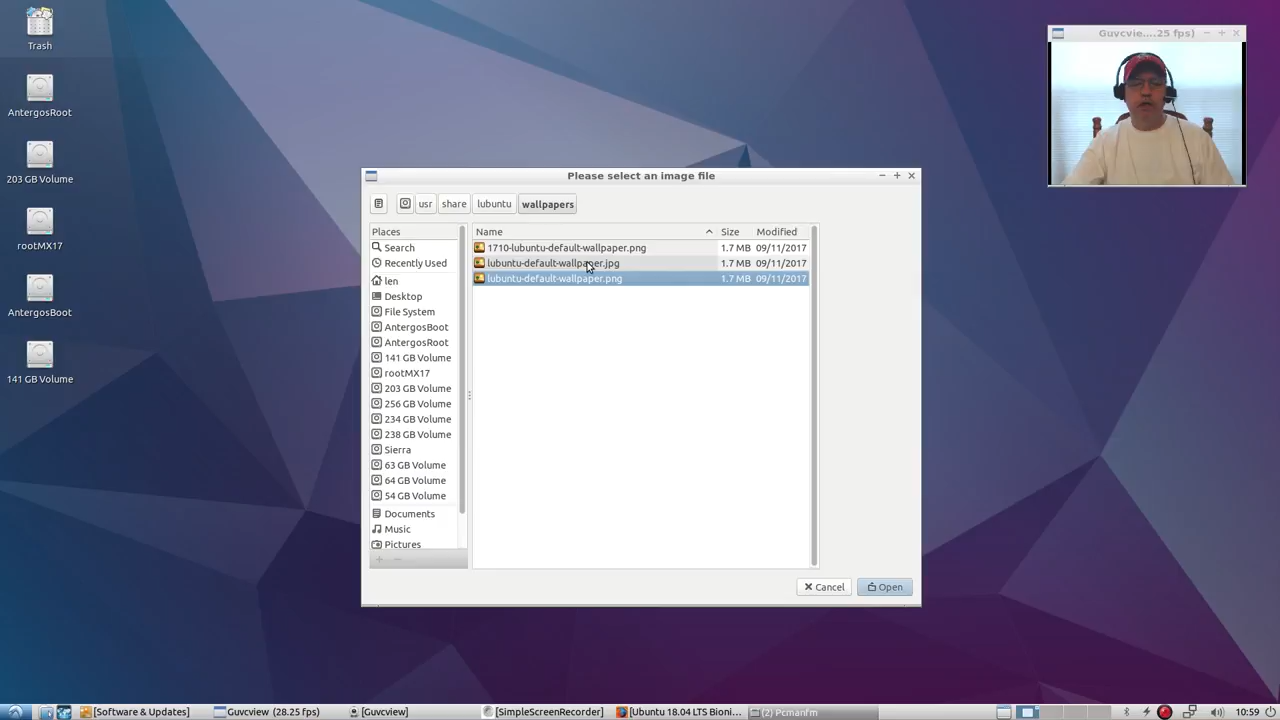 Trash
AntergosRoot
203 GB Volume
rootMX17
AntergosBoot
141 GB Volume
Guvcview....25 fps)
Please select an image file
usr
share
lubuntu
wallpapers
Places
Search
Recently Used
len
Desktop
File System
AntergosBoot
AntergosRoot
141 GB Volume
rootMX17
203 GB Volume
256 GB Volume
234 GB Volume
238 GB Volume
Sierra
63 GB Volume
64 GB Volume
54 GB Volume
Documents
Music
Pictures
Name Size Modified
1710-lubuntu-default-wallpaper.png 1.7 MB 09/11/2017
lubuntu-default-wallpaper.jpg 1.7 MB 09/11/2017
lubuntu-default-wallpaper.png 1.7 MB 09/11/2017
Cancel
Open
[Software & Updates]
Guvcview (28.25 fps)
[Guvcview]
[SimpleScreenRecorder]
[Ubuntu 18.04 LTS Bioni...
(2) Pcmanfm
10:59